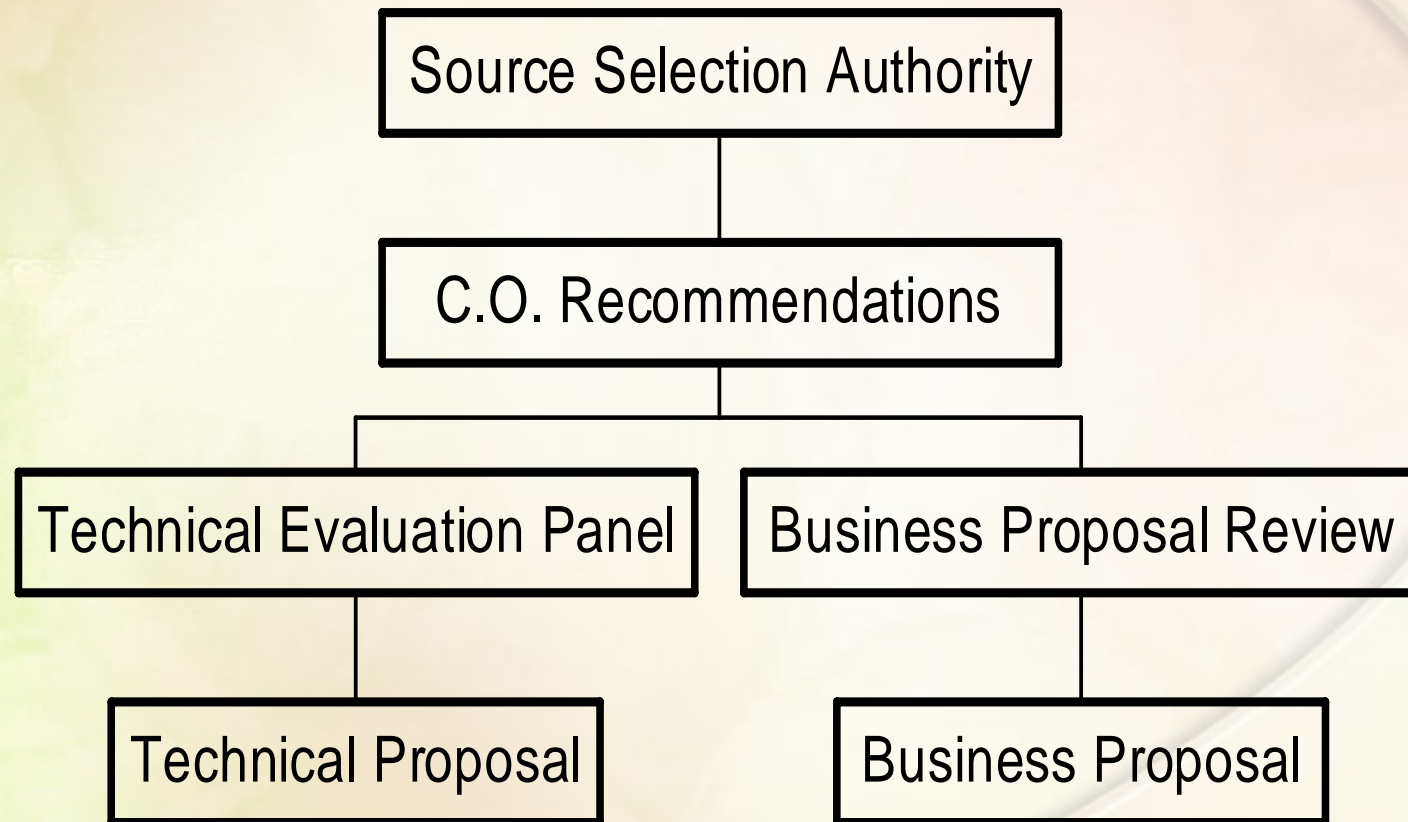 Source Selection Authority
C.O. Recommendations
Technical Evaluation Panel
Business Proposal Review
Technical Proposal
Business Proposal